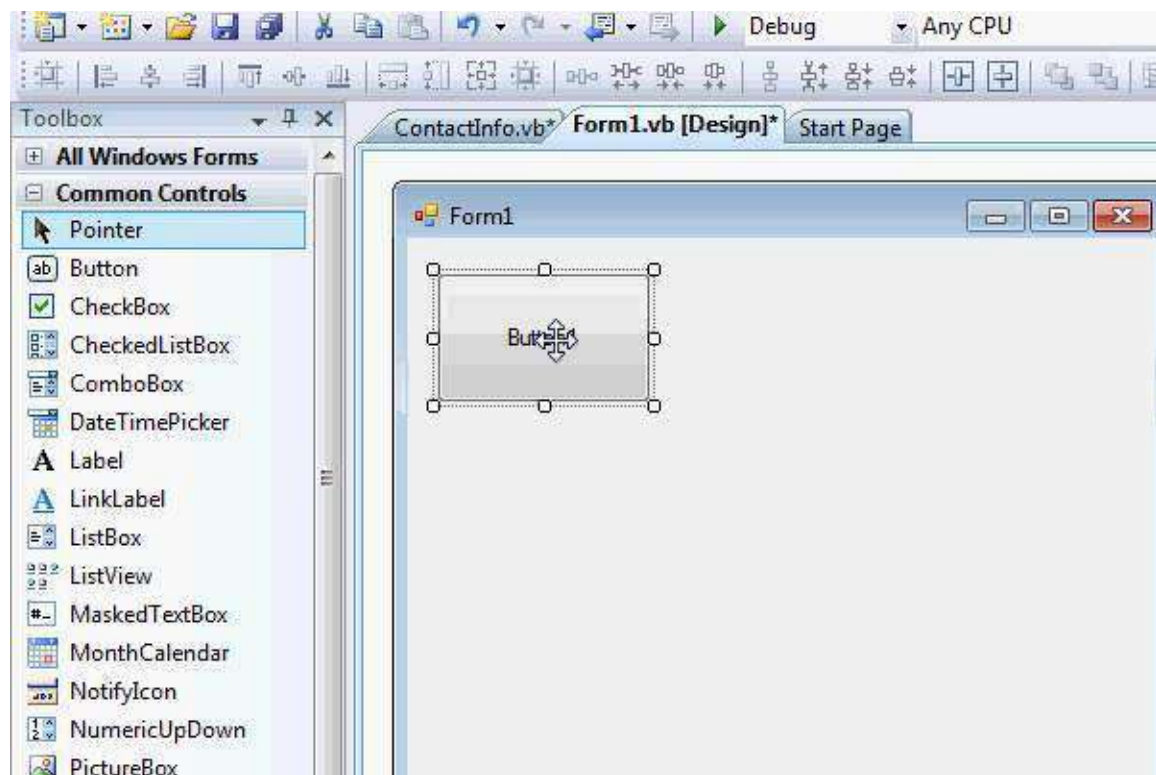 Debug Any CPU
Toolbox
ContactInfo.vb* Form1.vb [Design]* Start Page
All Windows Forms
Common Controls
Pointer
Button
CheckBox
CheckedListBox
ComboBox
DateTimePicker
Label
LinkLabel
ListBox
ListView
MaskedTextBox
MonthCalendar
NotifyIcon
NumericUpDown
PictureBox
Form1